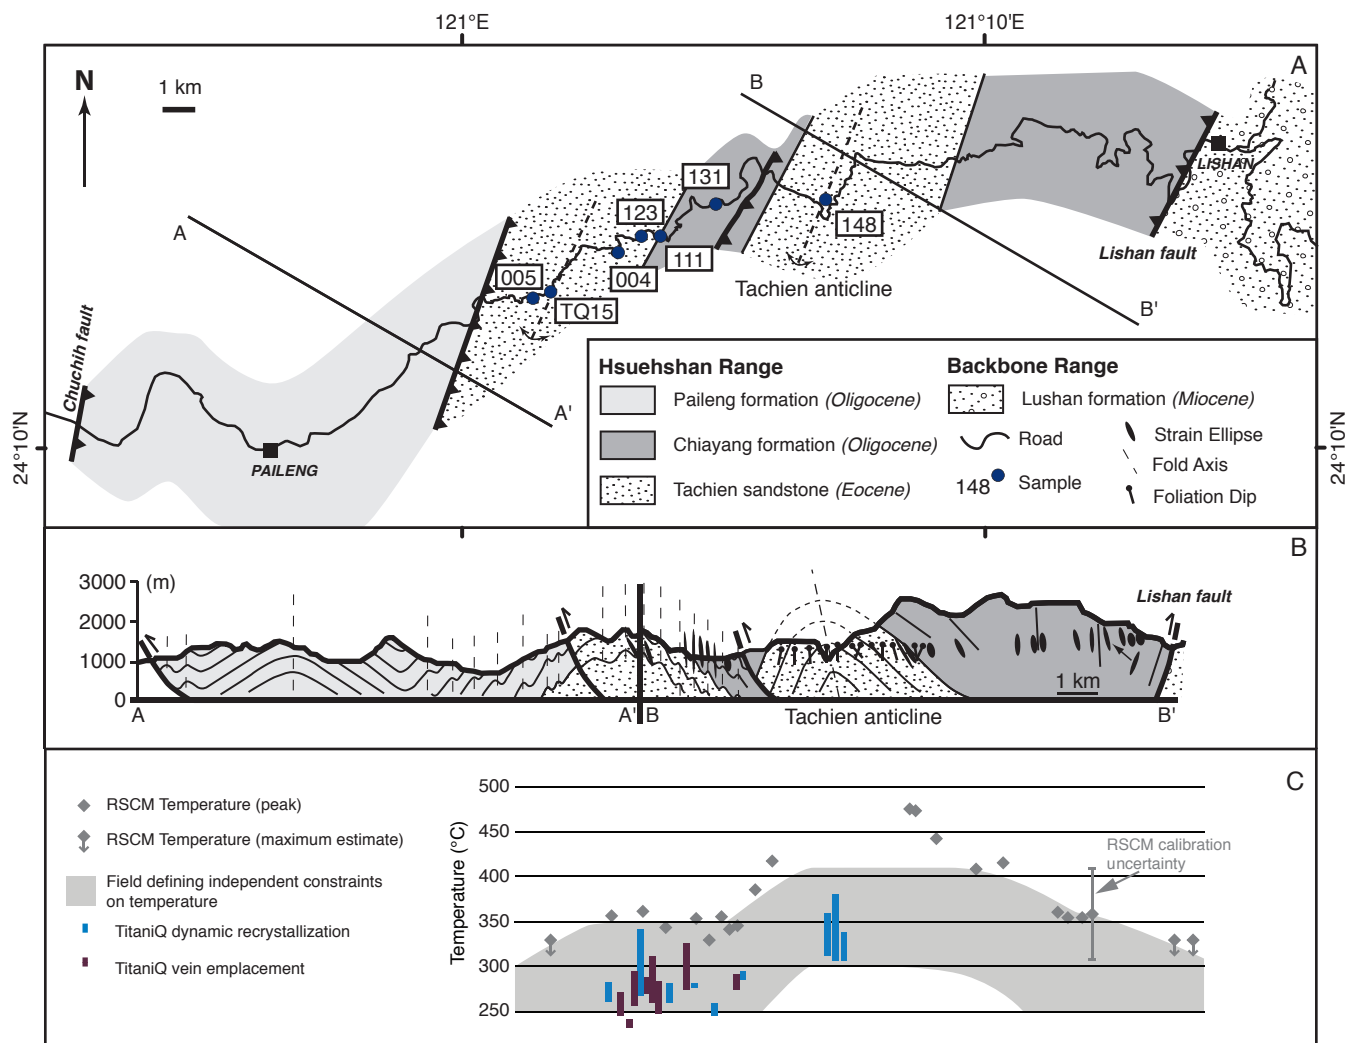 121°E
121°10'E
A
N
1 km
B
A
131
123
148
005
111
004
TQ15
LISHAN
Lishan fault
Tachien anticline
B'
A'
Chuchih fault
PAILENG
24°10'N
24°10'N
Hsuehshan Range
Paileng formation (Oligocene)
Chiayang formation (Oligocene)
Tachien sandstone (Eocene)
Backbone Range
Lushan formation (Miocene)
Road
148
Sample
Strain Ellipse
Fold Axis
Foliation Dip
B
3000
(m)
2000
1000
0
Lishan fault
1 km
A
A'
B
Tachien anticline
B'
C
RSCM Temperature (peak)
RSCM Temperature (maximum estimate)
Field defining independent constraints
on temperature
TitaniQ dynamic recrystallization
TitaniQ vein emplacement
Temperature (°C)
500
450
400
350
300
250
RSCM calibration
uncertainty